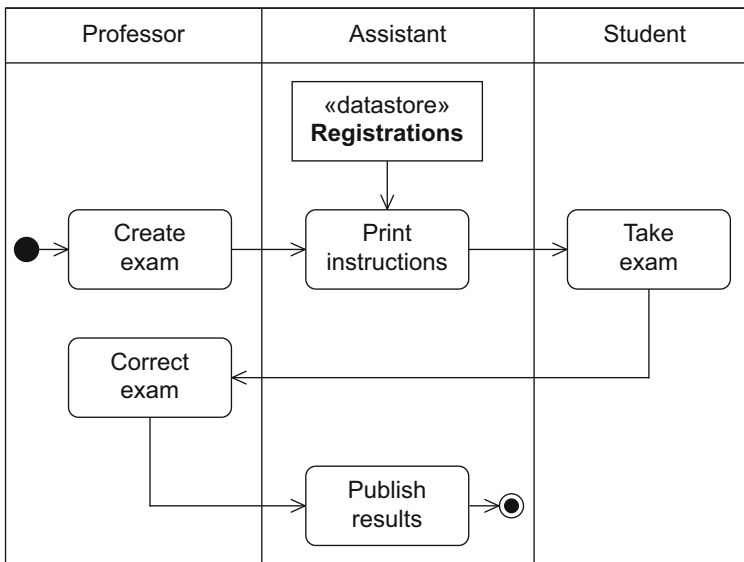 Professor
Assistant
Student
«datastore»
Registrations
Create
exam
Print
instructions
Take
exam
Correct
exam
Publish
results